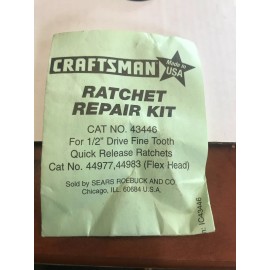 CRAFTSMAN
Made in
USA
RATCHET
REPAIR KIT
CAT NO. 43446
For 1/2" Drive Fine Tooth
Quick Release Ratchets
Cat No. 44977,44983 (Flex Head)
Sold by SEARS ROEBUCK AND CO
Chicago, ILL. 60684 U.S.A.